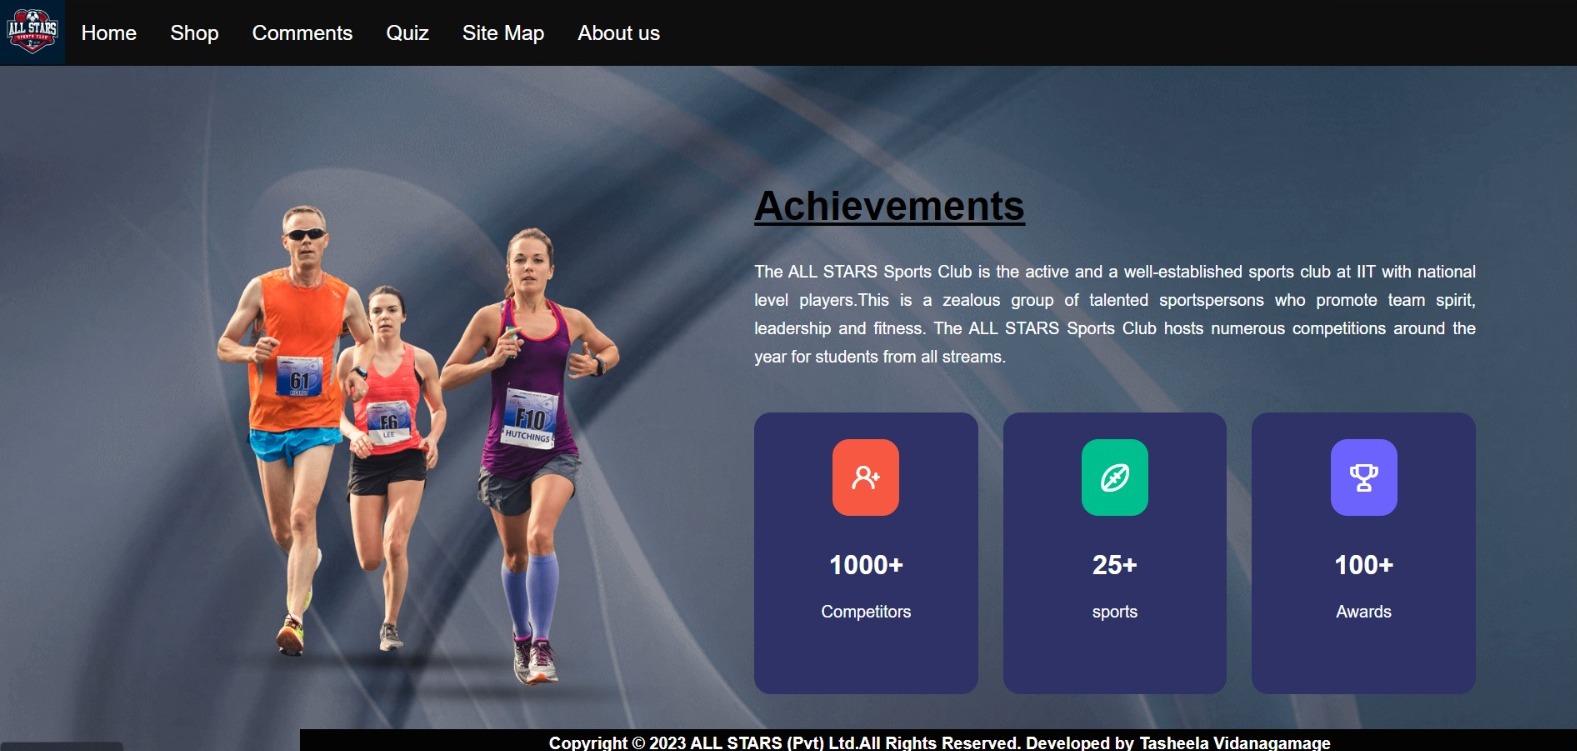 ALL STARS
SPORTS CLUB
Home Shop Comments Quiz Site Map About us
Achievements
The ALL STARS Sports Club is the active and a well-established sports club at IIT with national
level players.This is a zealous group of talented sportspersons who promote team spirit,
leadership and fitness. The ALL STARS Sports Club hosts numerous competitions around the
year for students from all streams.
61
F6
LEE
F10
HUTCHINGS
1000+
Competitors
25+
sports
100+
Awards
Copyright © 2023 ALL STARS (Pvt) Ltd.All Rights Reserved. Developed by Tasheela Vidanagamage